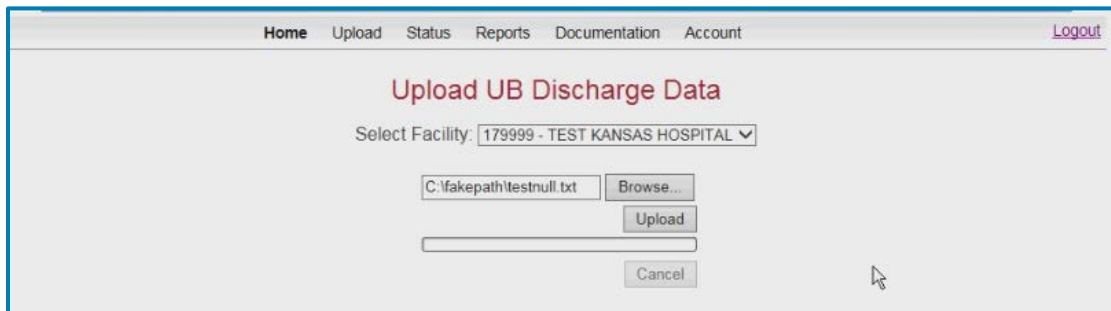 Home Upload Status Reports Documentation Account Logout
Upload UB Discharge Data
Select Facility: 179999 - TEST KANSAS HOSPITAL
C:\fakepath\testnull.txt Browse...
Upload
Cancel